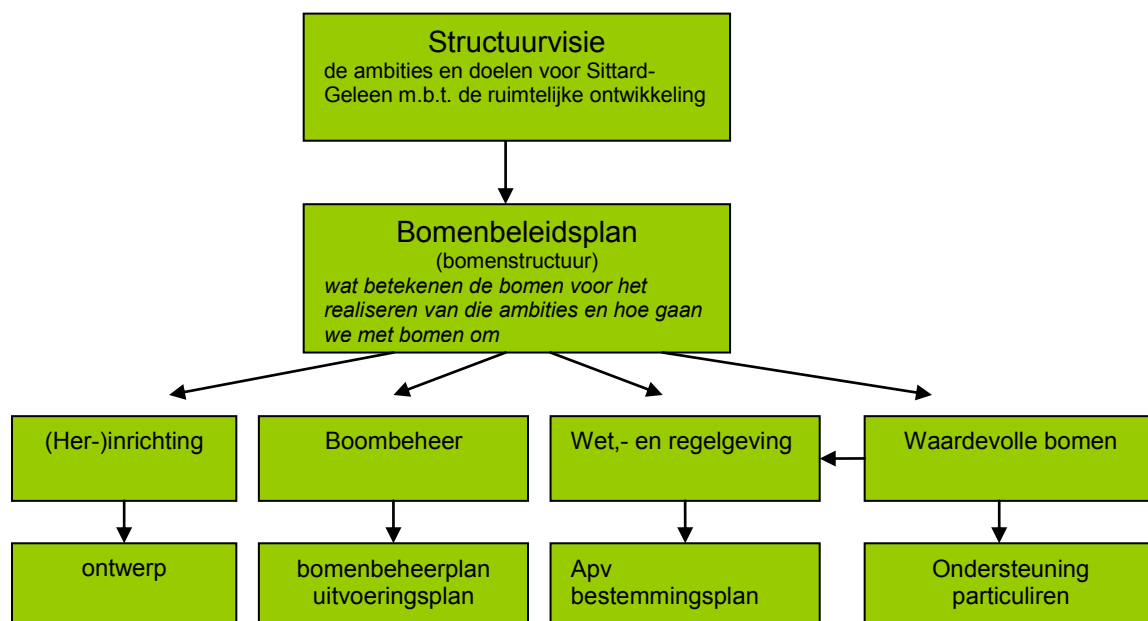 Structuurvisie
de ambities en doelen voor Sittard-
Geleen m.b.t. de ruimtelijke ontwikkeling
Bomenbeleidsplan
(bomenstructuur)
wat betekenen de bomen voor het
realiseren van die ambities en hoe gaan
we met bomen om
(Her-)inrichting
Boombeheer
Wet,- en regelgeving
Waardevolle bomen
ontwerp
bomenbeheerplan
uitvoeringsplan
Apv
bestemmingsplan
Ondersteuning
particuliren